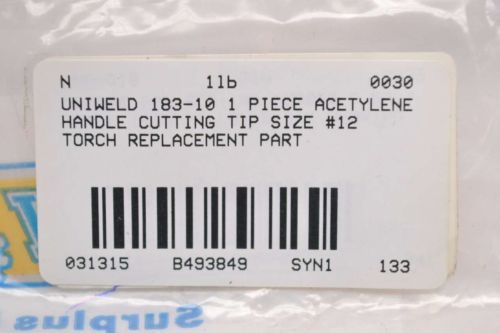 N 1lb 0030
UNIWELD 183-10 1 PIECE ACETYLENE
HANDLE CUTTING TIP SIZE #12
TORCH REPLACEMENT PART
031315 B493849 SYN1 133
Surplus